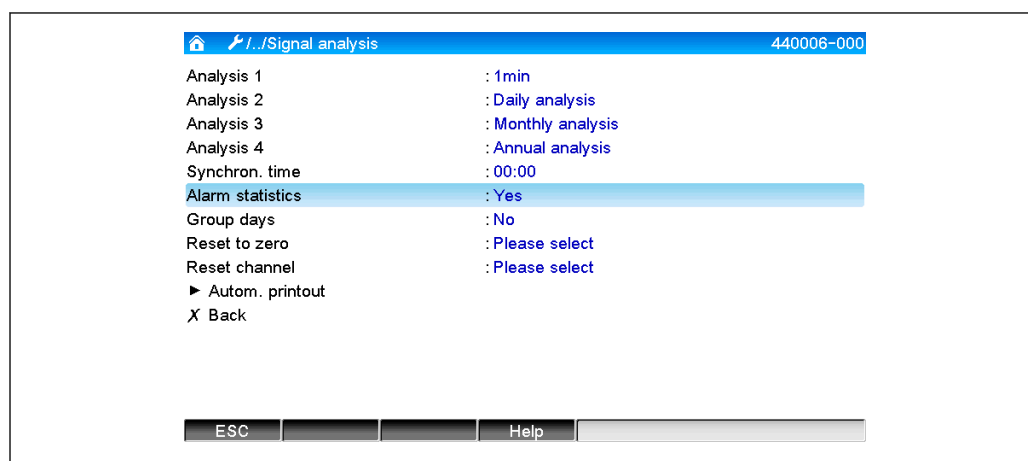 /../Signal analysis 440006-000
Analysis 1 : 1min
Analysis 2 : Daily analysis
Analysis 3 : Monthly analysis
Analysis 4 : Annual analysis
Synchron. time : 00:00
Alarm statistics : Yes
Group days : No
Reset to zero : Please select
Reset channel : Please select
► Autom. printout
X Back
ESC Help